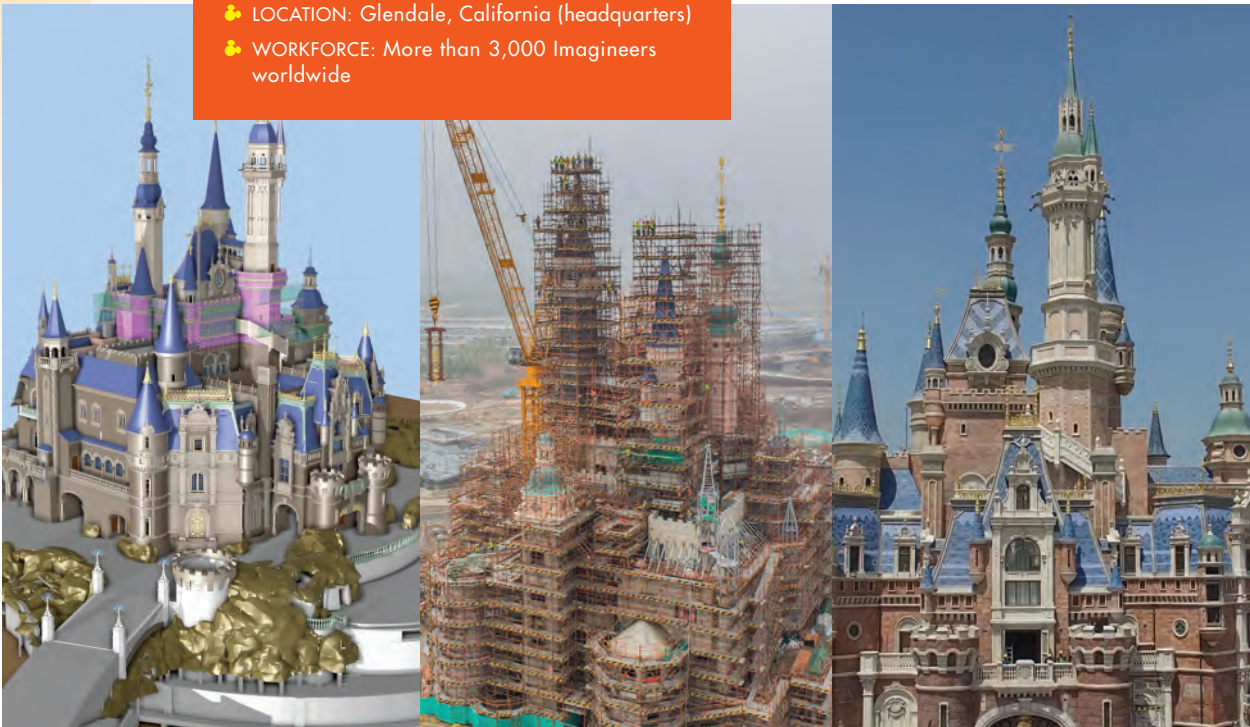 LOCATION: Glendale, California (headquarters)
WORKFORCE: More than 3,000 Imagineers
worldwide